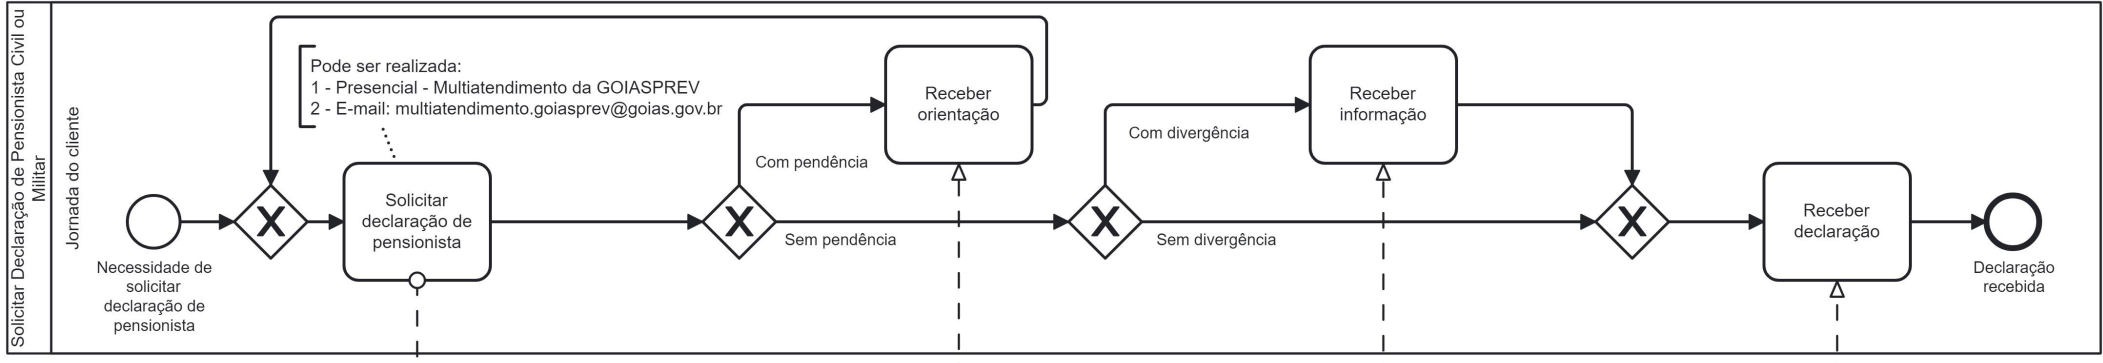 Solicitar Declaração de Pensionista Civil ou
Militar
Jornada do cliente
Necessidade de
solicitar
declaração de
pensionista
X
Pode ser realizada:
1 - Presencial - Multiatendimento da GOIASPREV
2 - E-mail: multiatendimento.goiasprev@goias.gov.br
Solicitar
declaração de
pensionista
X
Com pendência
Sem pendência
Receber
orientação
X
Com divergência
Sem divergência
Receber
informação
X
Receber
declaração
Declaração
recebida